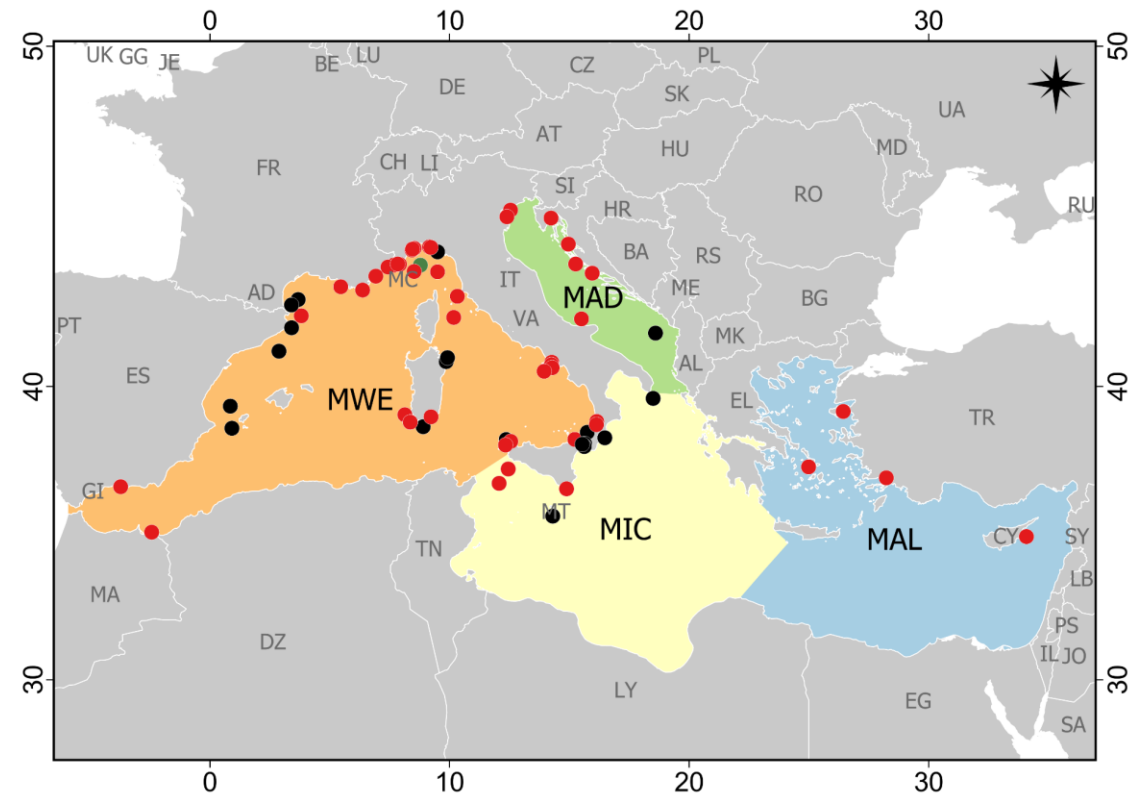 0 10 20 30
50 50
UK GG JE BE LU CZ PL
DE SK UA
AT
FR CH LI HU MD
SI RO
HR RU
BA RS
MC IT MAD ME BG
AD VA MK
PT AL
ES MWE EL TR
40 40
GI MT MIC MAL CY SY
TN LB
MA PS
DZ IL JO
30 LY EG 30
SA
0 10 20 30